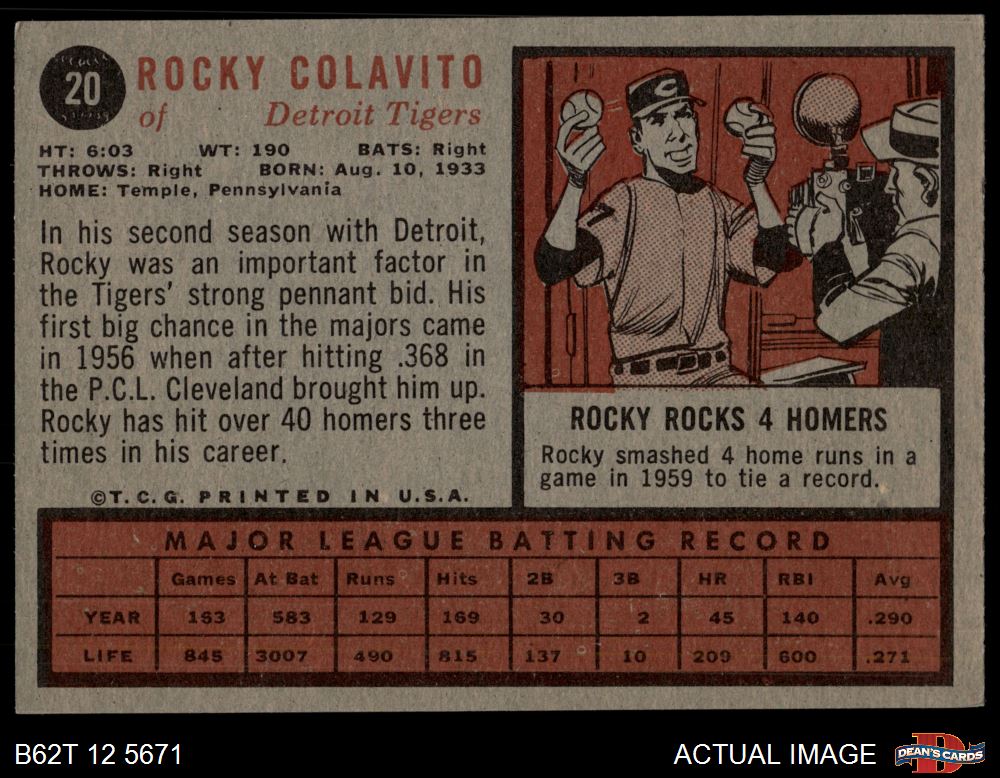 20
ROCKY COLAVITO
of Detroit Tigers
HT: 6:03 WT: 190 BATS: Right
THROWS: Right BORN: Aug. 10, 1933
HOME: Temple, Pennsylvania
In his second season with Detroit,
Rocky was an important factor in
the Tigers' strong pennant bid. His
first big chance in the majors came
in 1956 when after hitting .368 in
the P.C.L. Cleveland brought him up.
Rocky has hit over 40 homers three
times in his career.
©T.C.G. PRINTED IN U.S.A.
C
7
ROCKY ROCKS 4 HOMERS
Rocky smashed 4 home runs in a
game in 1959 to tie a record.
MAJOR LEAGUE BATTING RECORD
Games At Bat Runs Hits 2B 3B HR RBI Avg
YEAR 163 583 129 169 30 2 45 140 .290
LIFE 845 3007 490 815 137 10 209 600 .271
B62T 12 5671
ACTUAL IMAGE
D
DEAN'S CARDS